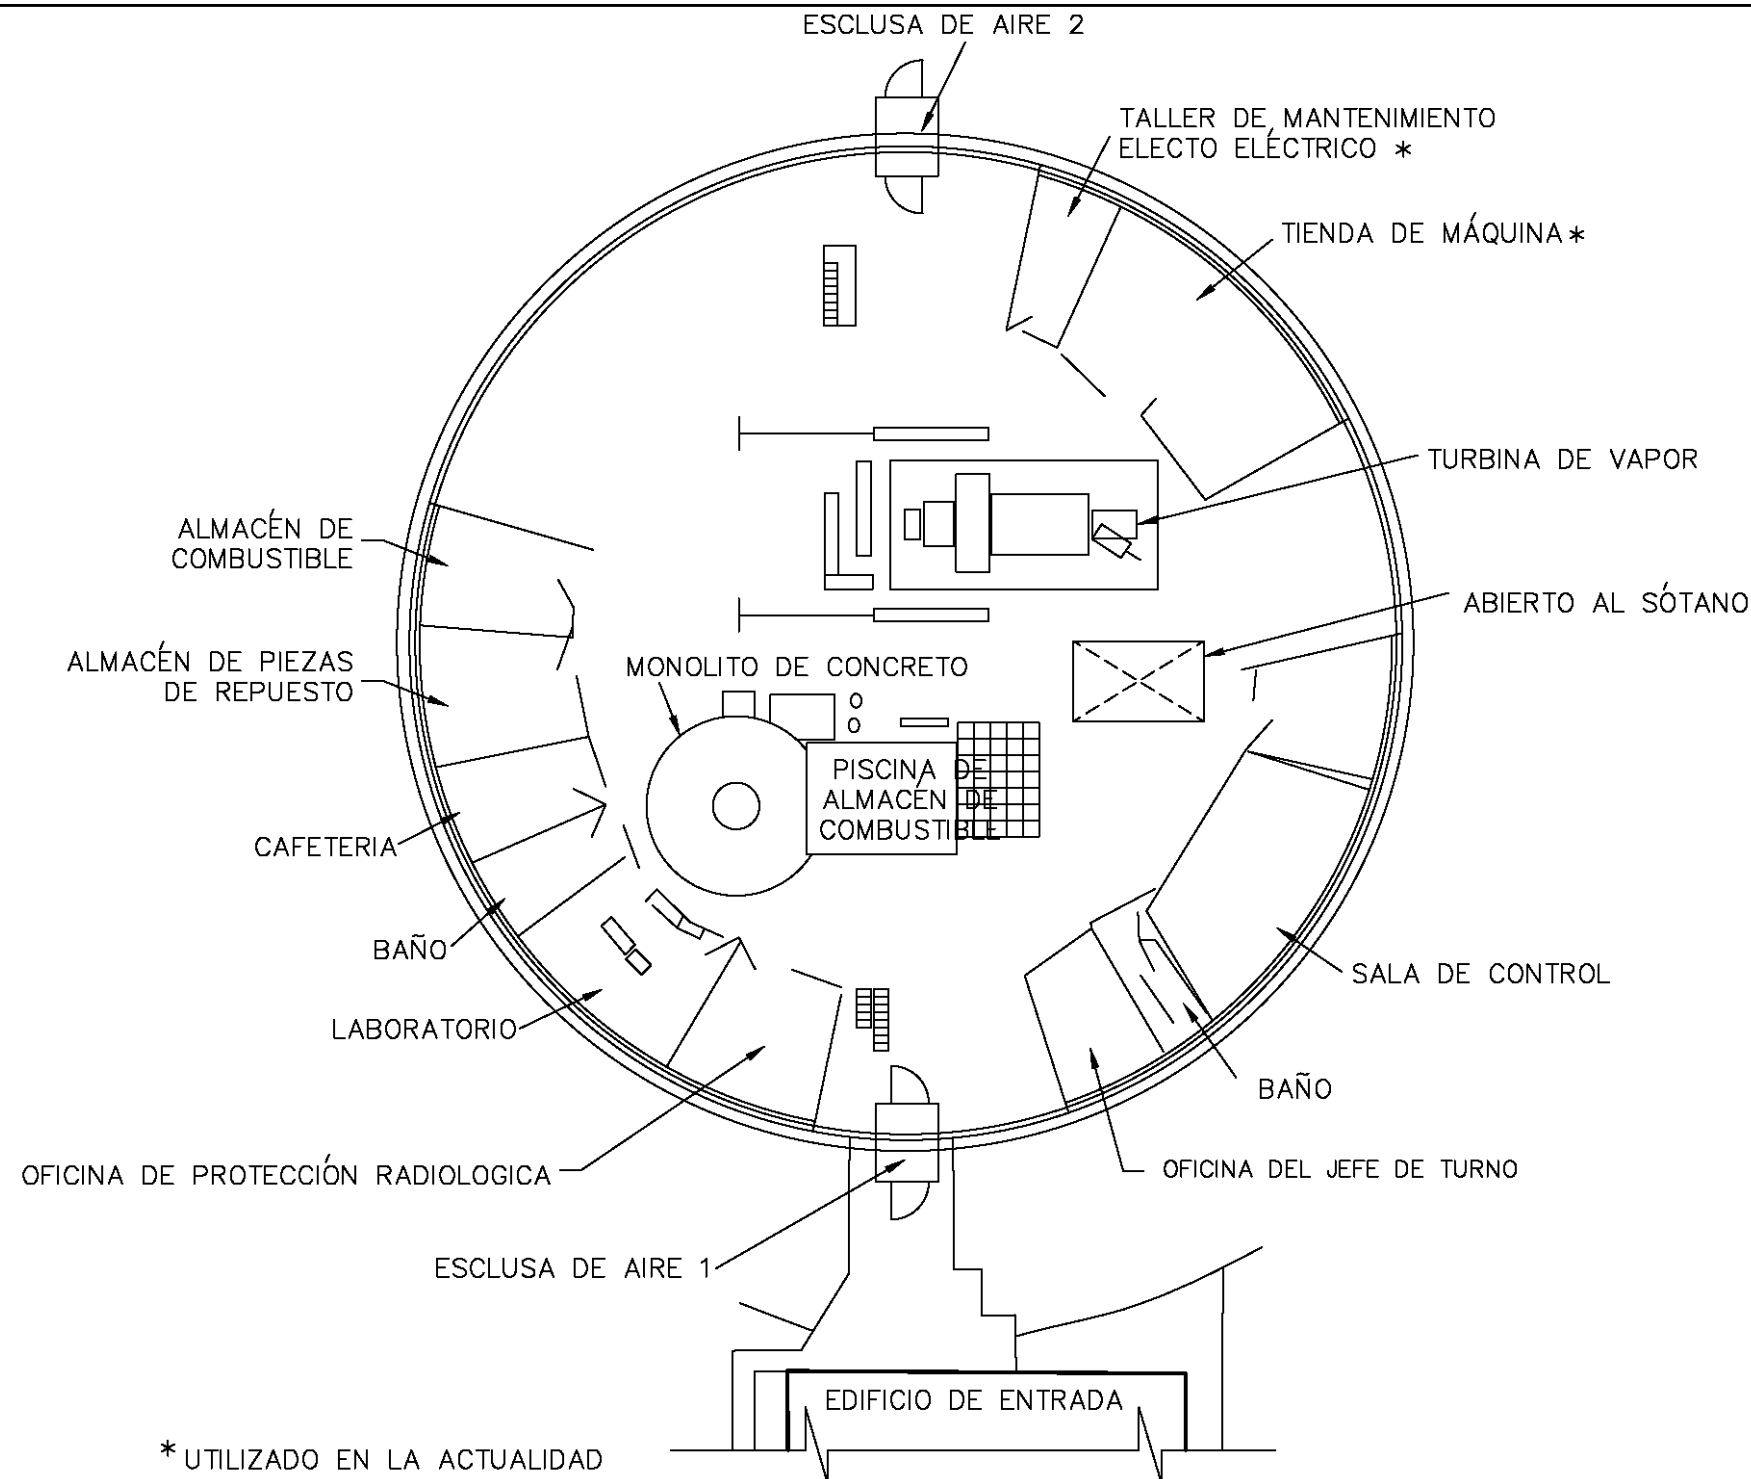 ESCLUSA DE AIRE 2
TALLER DE MANTENIMIENTO
ELECTO ELÉCTRICO *
TIENDA DE MÁQUINA*
TURBINA DE VAPOR
ALMACÉN DE
COMBUSTIBLE
ABIERTO AL SÓTANO
ALMACÉN DE PIEZAS
DE REPUESTO
MONOLITO DE CONCRETO
PISCINA DE
ALMACÉN DE
COMBUSTIBLE
CAFETERIA
BAÑO
SALA DE CONTROL
LABORATORIO
BAÑO
OFICINA DE PROTECCIÓN RADIOLOGICA
OFICINA DEL JEFE DE TURNO
ESCLUSA DE AIRE 1
EDIFICIO DE ENTRADA
* UTILIZADO EN LA ACTUALIDAD